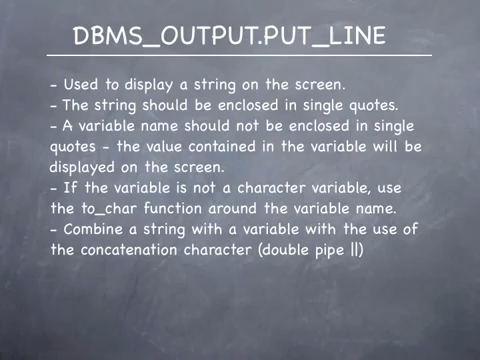 DBMS_OUTPUT.PUT_LINE
- Used to display a string on the screen.
- The string should be enclosed in single quotes.
- A variable name should not be enclosed in single
quotes - the value contained in the variable will be
displayed on the screen.
- If the variable is not a character variable, use
the to_char function around the variable name.
- Combine a string with a variable with the use of
the concatenation character (double pipe ||)